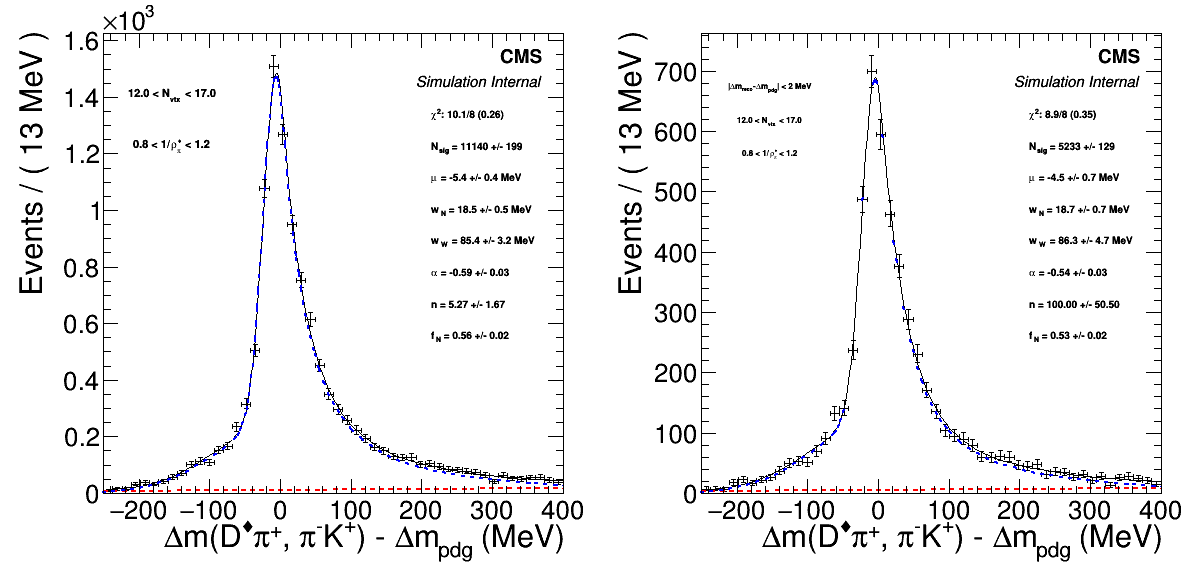 ×10³
CMS
Simulation Internal
12.0 < N_vtx < 17.0
0.8 < 1/ρ_π^♦ < 1.2
χ²: 10.1/8 (0.26)
N_sig = 11140 +/- 199
μ = -5.4 +/- 0.4 MeV
w_N = 18.5 +/- 0.5 MeV
w_W = 85.4 +/- 3.2 MeV
α = -0.59 +/- 0.03
n = 5.27 +/- 1.67
f_N = 0.56 +/- 0.02
Events / ( 13 MeV )
1.6
1.4
1.2
1
0.8
0.6
0.4
0.2
0
−200 −100 0 100 200 300 400
Δm(D♦π⁺, π⁻K⁺) - Δm_pdg (MeV)
CMS
Simulation Internal
|Δm_reco-Δm_pdg| < 2 MeV
12.0 < N_vtx < 17.0
0.8 < 1/ρ_π^♦ < 1.2
χ²: 8.9/8 (0.35)
N_sig = 5233 +/- 129
μ = -4.5 +/- 0.7 MeV
w_N = 18.7 +/- 0.7 MeV
w_W = 86.3 +/- 4.7 MeV
α = -0.54 +/- 0.03
n = 100.00 +/- 50.50
f_N = 0.53 +/- 0.02
Events / ( 13 MeV )
700
600
500
400
300
200
100
0
−200 −100 0 100 200 300 400
Δm(D♦π⁺, π⁻K⁺) - Δm_pdg (MeV)